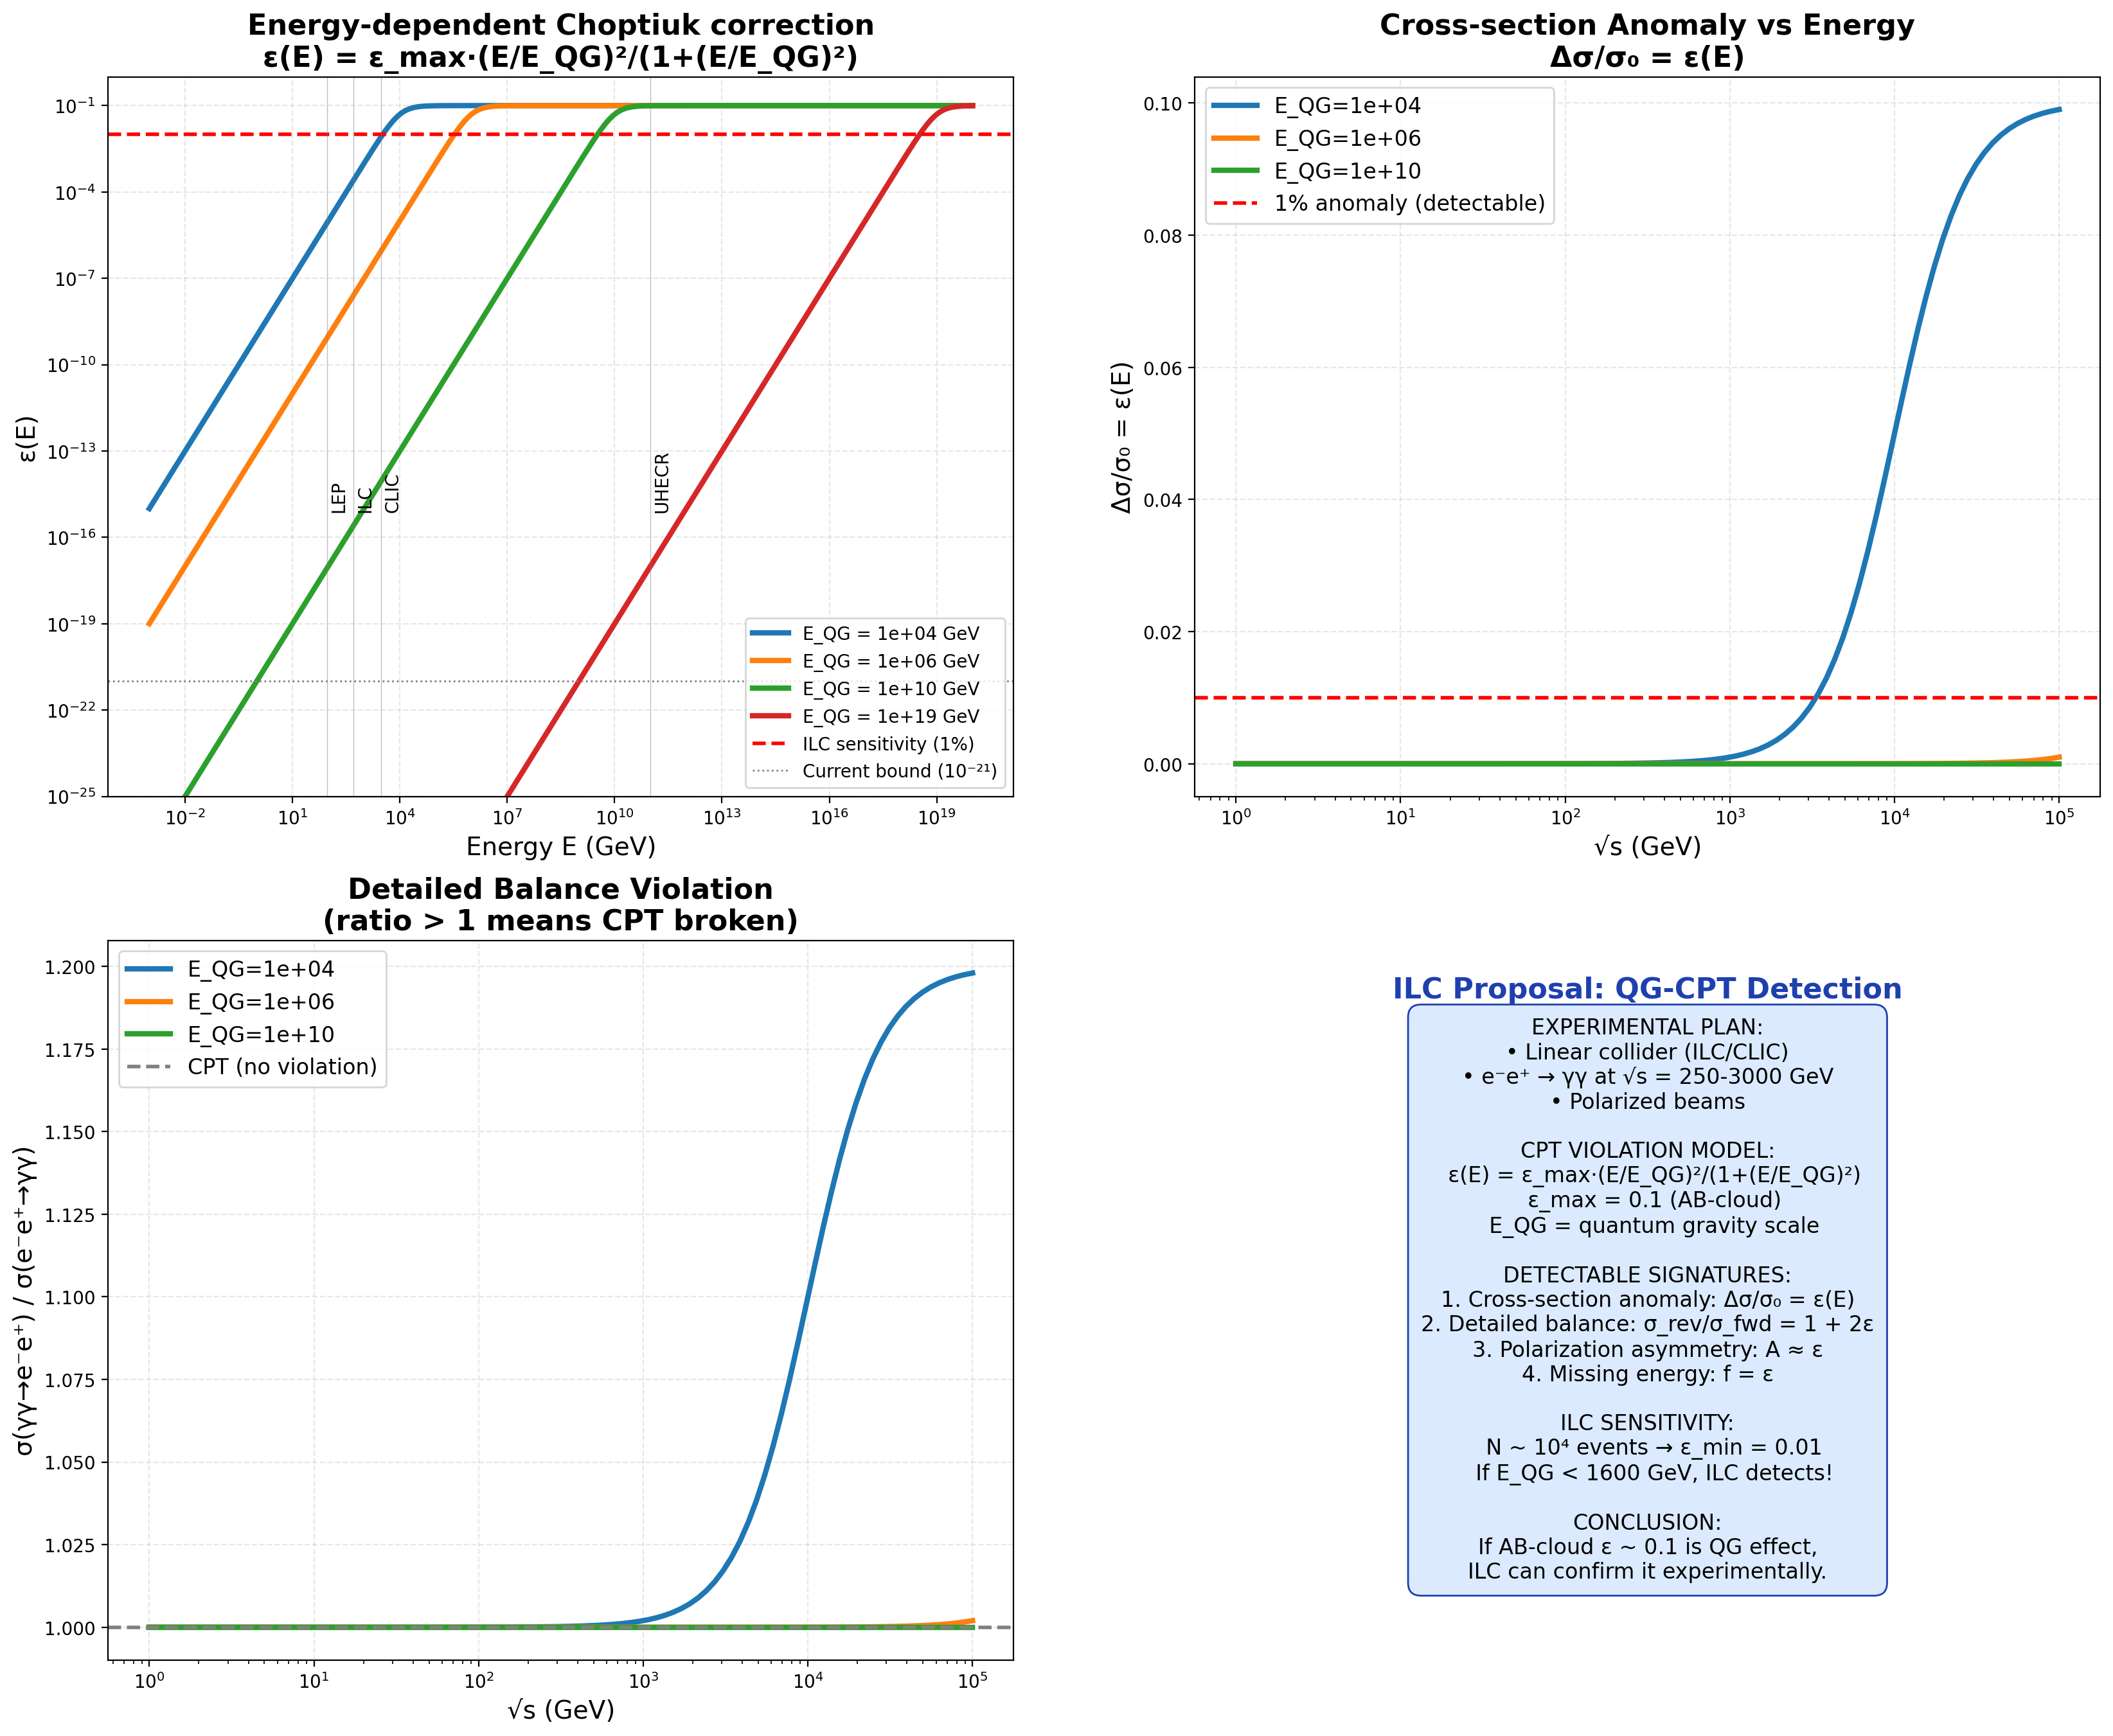 Energy-dependent Choptiuk correction
ε(E) = ε_max·(E/E_QG)²/(1+(E/E_QG)²)
ε(E)
10⁻¹
10⁻⁴
10⁻⁷
10⁻¹⁰
10⁻¹³
10⁻¹⁶
10⁻¹⁹
10⁻²²
10⁻²⁵
LEP
ILC
CLIC
UHECR
E_QG = 1e+04 GeV
E_QG = 1e+06 GeV
E_QG = 1e+10 GeV
E_QG = 1e+19 GeV
ILC sensitivity (1%)
Current bound (10⁻²¹)
10⁻² 10¹ 10⁴ 10⁷ 10¹⁰ 10¹³ 10¹⁶ 10¹⁹
Energy E (GeV)
Cross-section Anomaly vs Energy
Δσ/σ₀ = ε(E)
Δσ/σ₀ = ε(E)
0.10
0.08
0.06
0.04
0.02
0.00
E_QG=1e+04
E_QG=1e+06
E_QG=1e+10
1% anomaly (detectable)
10⁰ 10¹ 10² 10³ 10⁴ 10⁵
√s (GeV)
Detailed Balance Violation
(ratio > 1 means CPT broken)
σ(γγ→e⁻e⁺) / σ(e⁻e⁺→γγ)
1.200
1.175
1.150
1.125
1.100
1.075
1.050
1.025
1.000
E_QG=1e+04
E_QG=1e+06
E_QG=1e+10
CPT (no violation)
10⁰ 10¹ 10² 10³ 10⁴ 10⁵
√s (GeV)
ILC Proposal: QG-CPT Detection
EXPERIMENTAL PLAN:
• Linear collider (ILC/CLIC)
• e⁻e⁺ → γγ at √s = 250-3000 GeV
• Polarized beams
CPT VIOLATION MODEL:
ε(E) = ε_max·(E/E_QG)²/(1+(E/E_QG)²)
ε_max = 0.1 (AB-cloud)
E_QG = quantum gravity scale
DETECTABLE SIGNATURES:
1. Cross-section anomaly: Δσ/σ₀ = ε(E)
2. Detailed balance: σ_rev/σ_fwd = 1 + 2ε
3. Polarization asymmetry: A ≈ ε
4. Missing energy: f = ε
ILC SENSITIVITY:
N ~ 10⁴ events → ε_min = 0.01
If E_QG < 1600 GeV, ILC detects!
CONCLUSION:
If AB-cloud ε ~ 0.1 is QG effect,
ILC can confirm it experimentally.